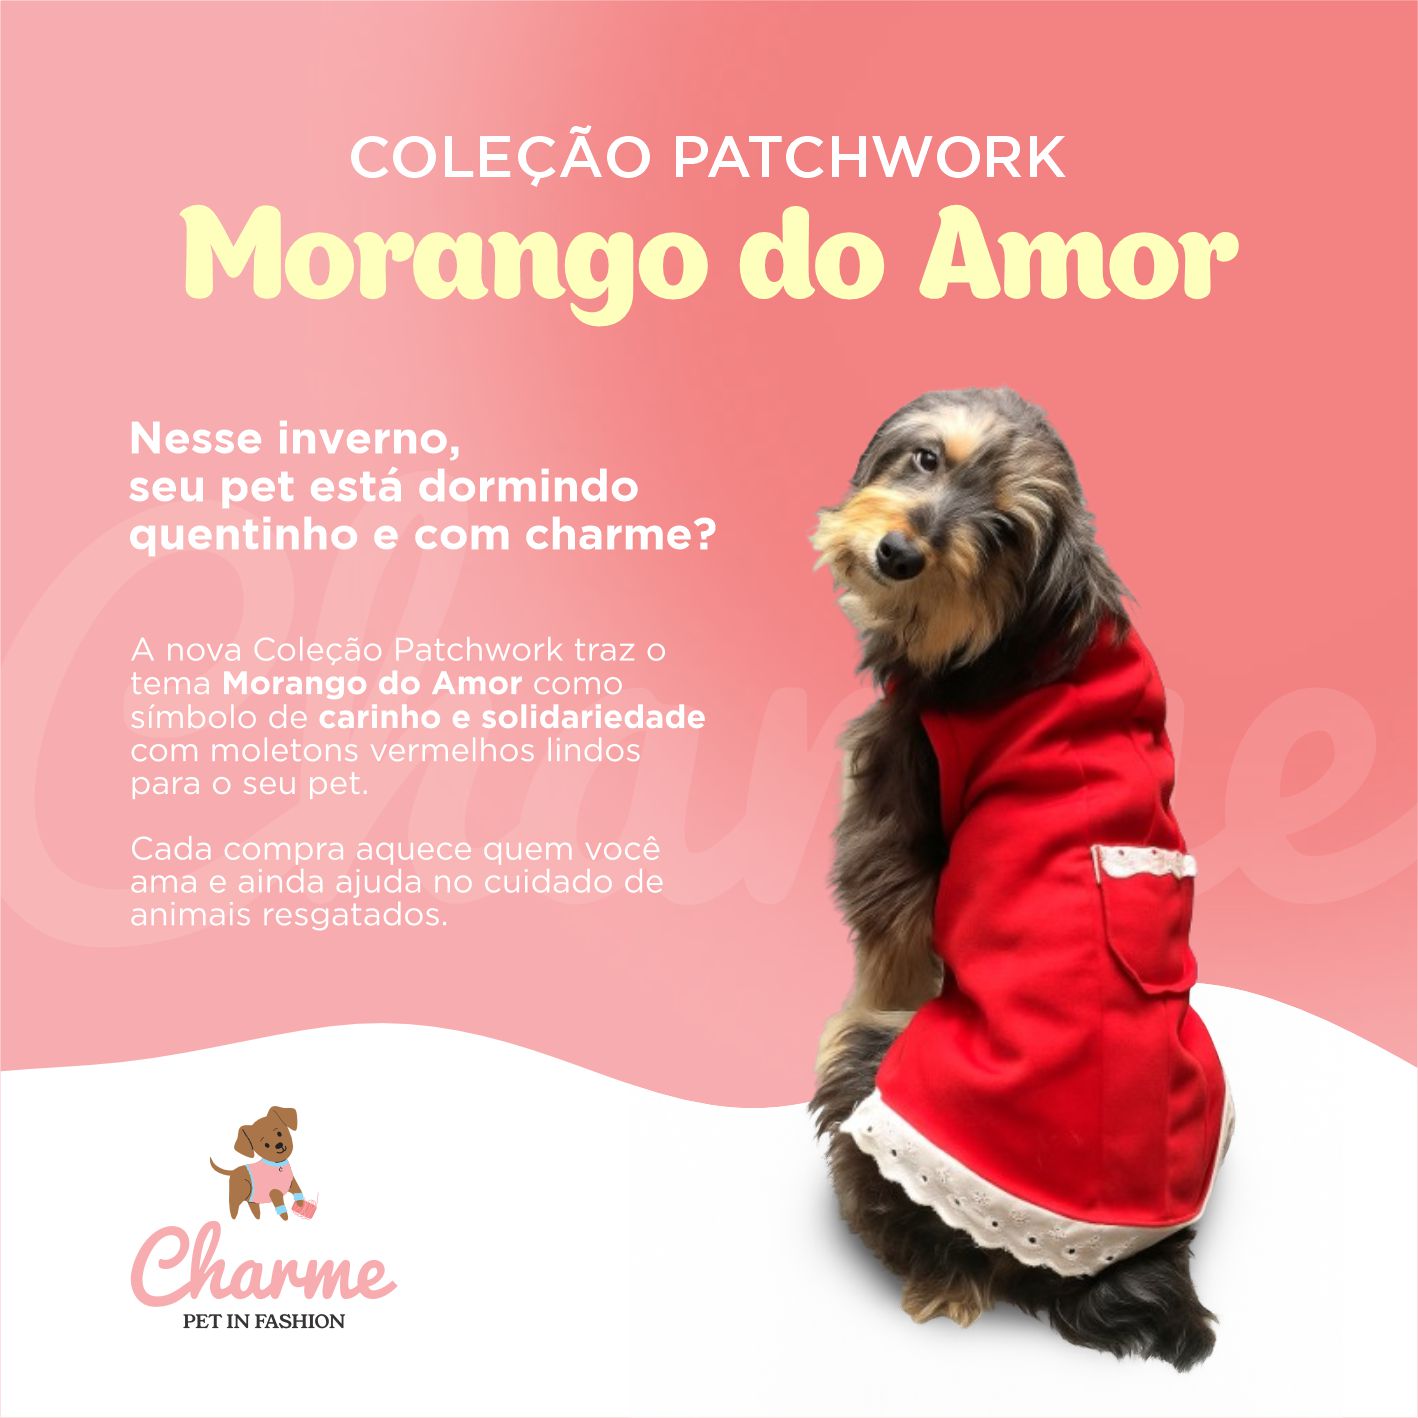 COLEÇÃO PATCHWORK
Morango do Amor
Nesse inverno,
seu pet está dormindo
quentinho e com charme?
A nova Coleção Patchwork traz o
tema Morango do Amor como
símbolo de carinho e solidariedade
com moletons vermelhos lindos
para o seu pet.
Cada compra aquece quem você
ama e ainda ajuda no cuidado de
animais resgatados.
Charme
Charme
PET IN FASHION